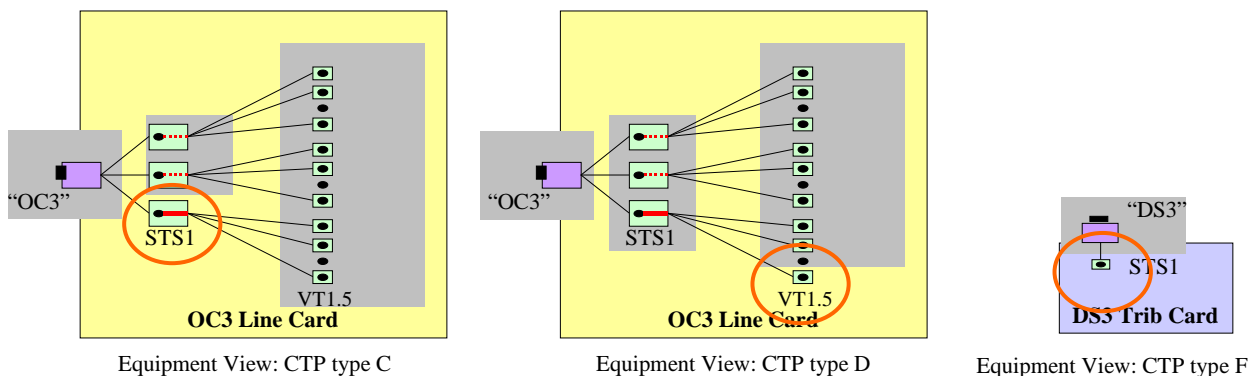 “OC3”
STS1
VT1.5
OC3 Line Card
Equipment View: CTP type C
“OC3”
STS1
VT1.5
OC3 Line Card
Equipment View: CTP type D
“DS3”
STS1
DS3 Trib Card
Equipment View: CTP type F